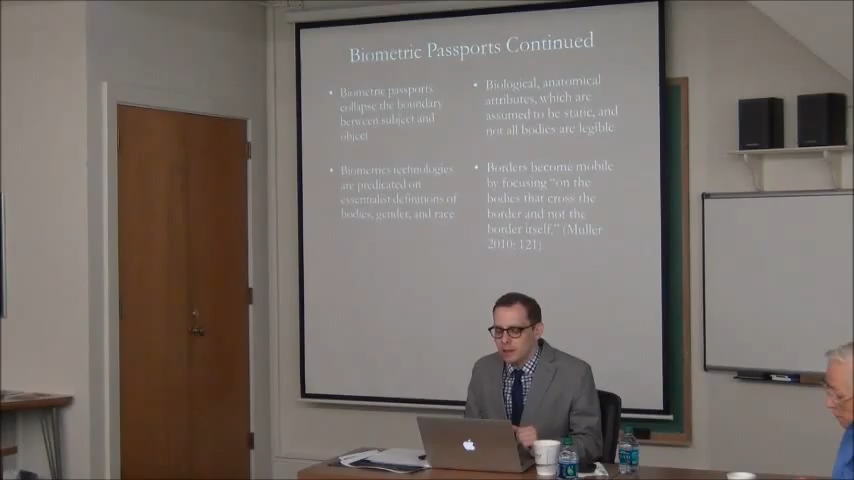 Biometric Passports Continued
• Biometric passports
collapse the boundary
between subject and
object
• Biometrics technologies
are predicated on
essentialist definitions of
bodies, gender, and race
• Biological, anatomical
attributes, which are
assumed to be static, and
not all bodies are legible
• Borders become mobile
by focusing “on the
bodies that cross the
border and not the
border itself.” (Muller
2010: 121)